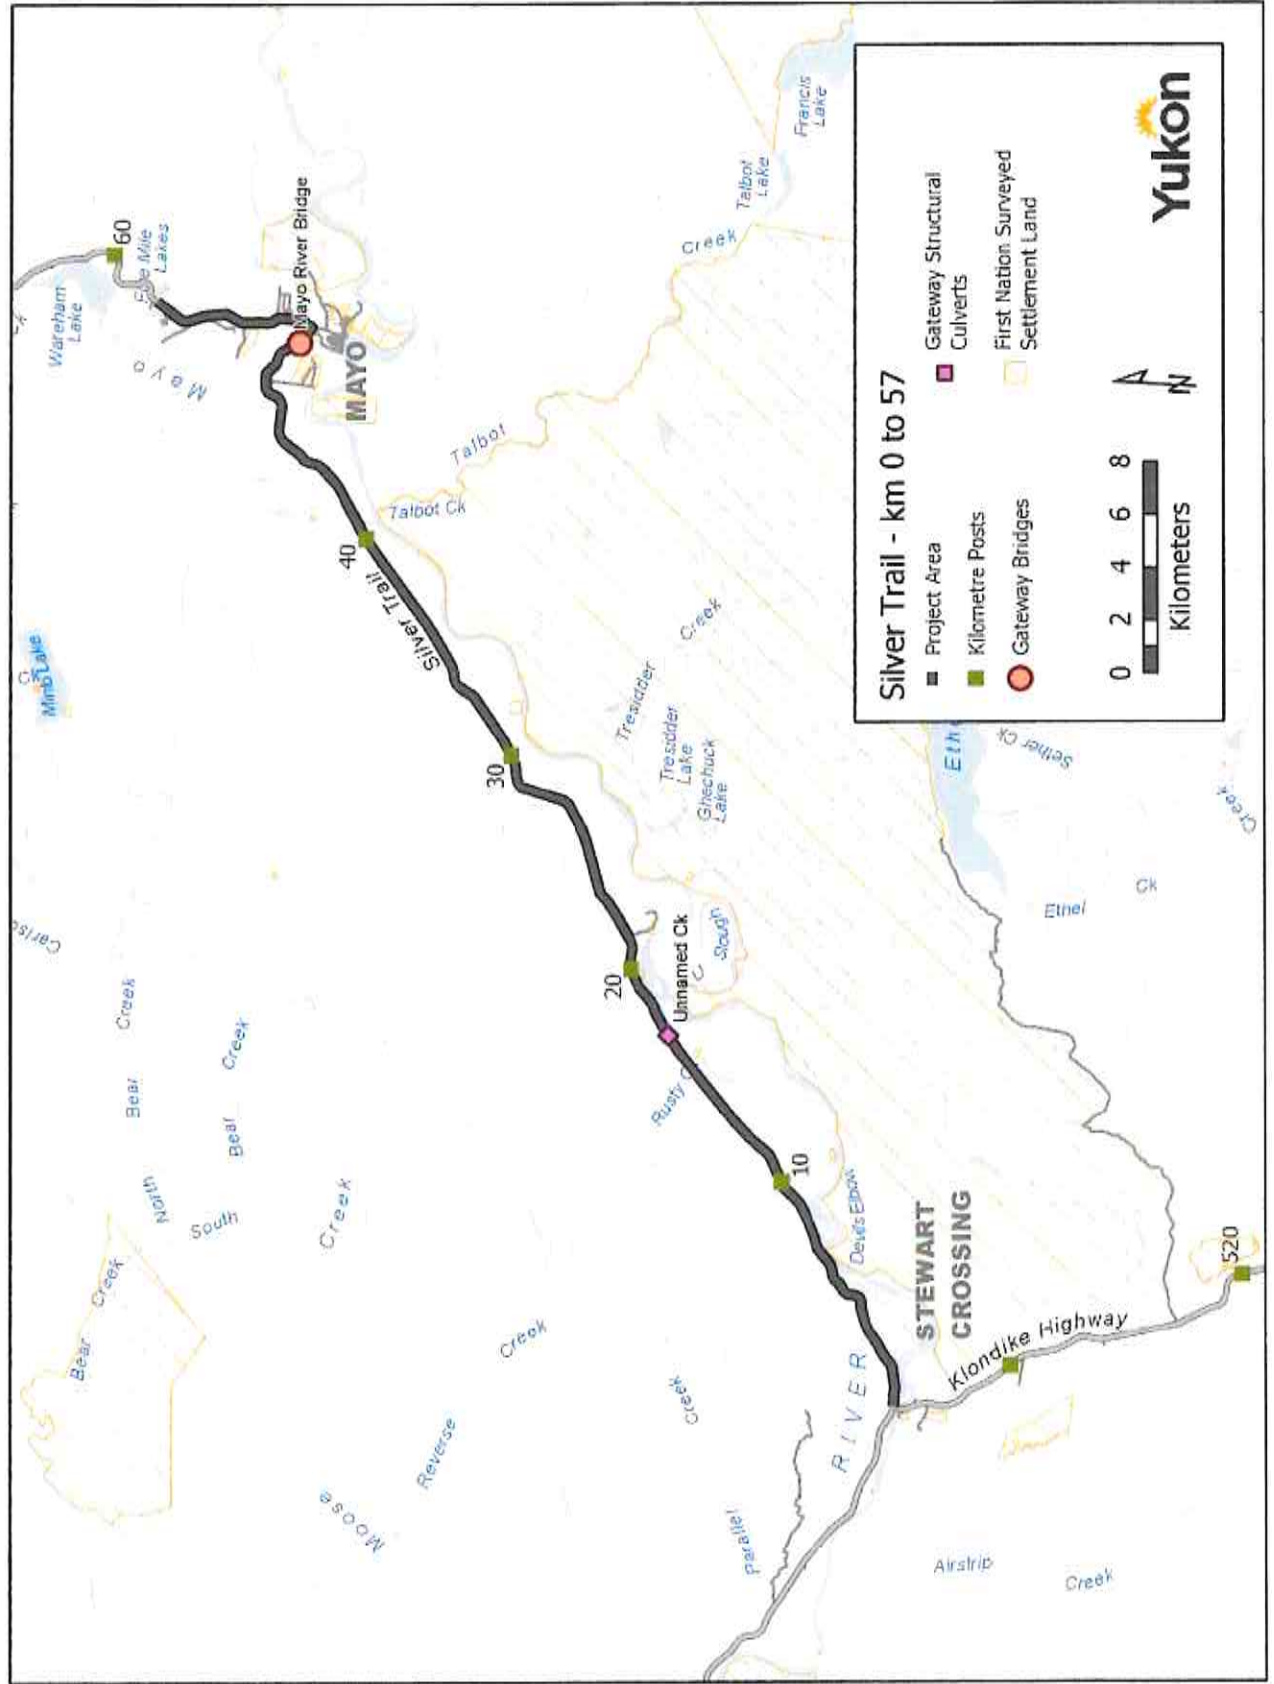 Wareham
Lake
60
Five Mile
Lakes
Mayo
Mayo River Bridge
MAYO
Talbot
Lake
Francis
Lake
Creek
Talbot
Talbot Ck
40
Silver Trail
Minto Lake
30
Tresidder
Creek
Tresidder
Lake
Ghechuck
Lake
20
Unnamed Ck
Slough
Rusty
10
Devil's Elbow
STEWART
CROSSING
RIVER
Klondike Highway
520
Bear Creek
North
Bear
Creek
South
Bear
Creek
Creek
Moose
Reverse
Creek
Parallel
Creek
Airstrip
Creek
Ethel
Ck
Sether Ck
Creek
Silver Trail - km 0 to 57
Project Area
Kilometre Posts
Gateway Bridges
Gateway Structural
Culverts
First Nation Surveyed
Settlement Land
0 2 4 6 8
Kilometers
N
Yukon